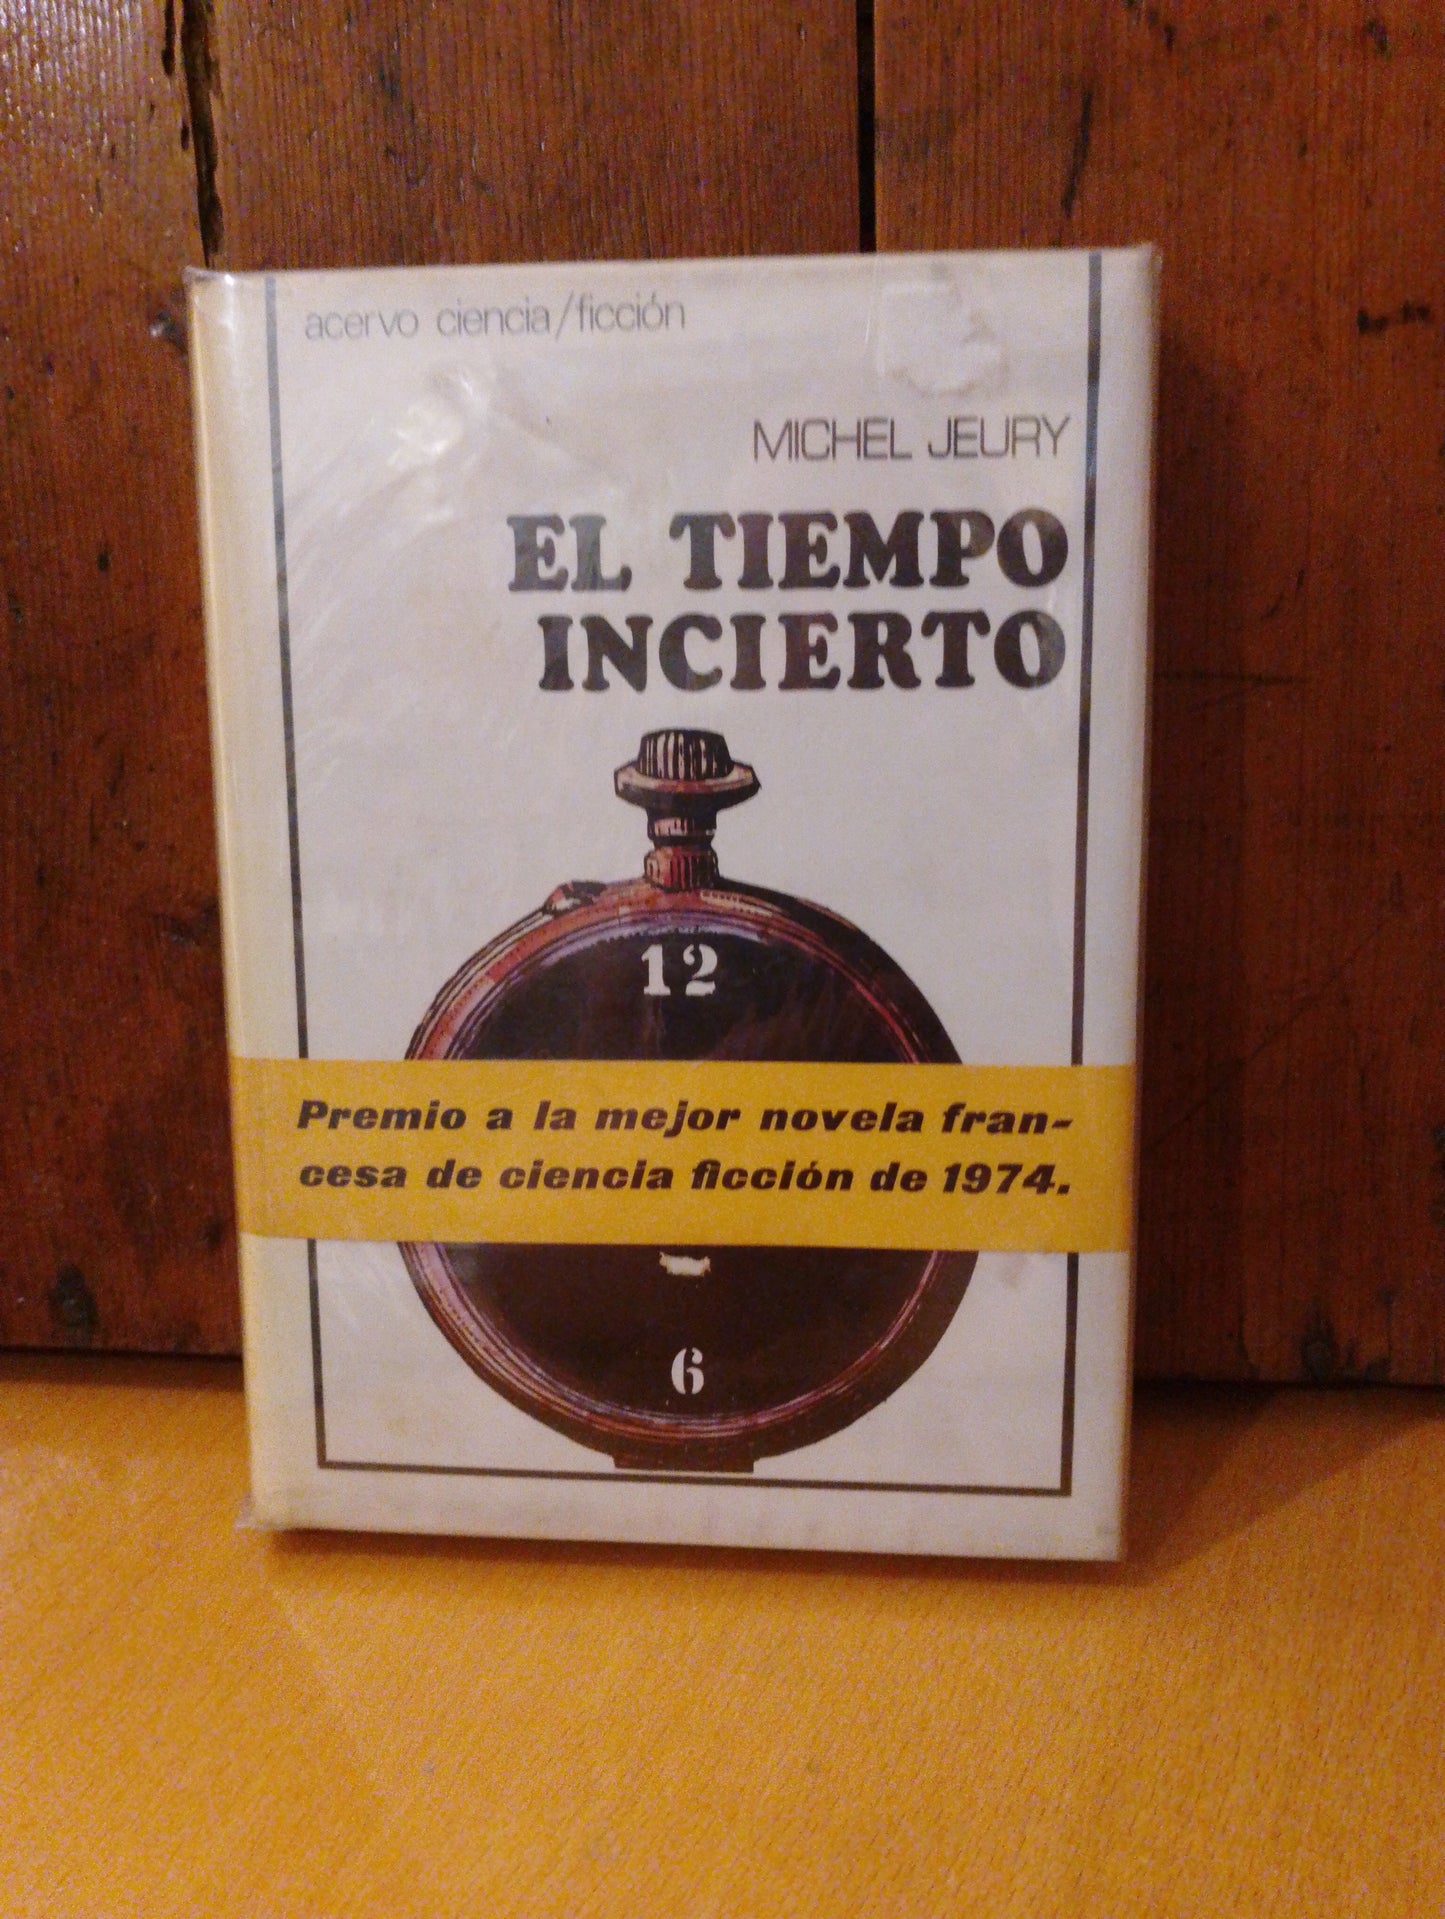 acervo ciencia/ficción
MICHEL JEURY
EL TIEMPO
INCIERTO
12
Premio a la mejor novela fran-
cesa de ciencia ficción de 1974.
6